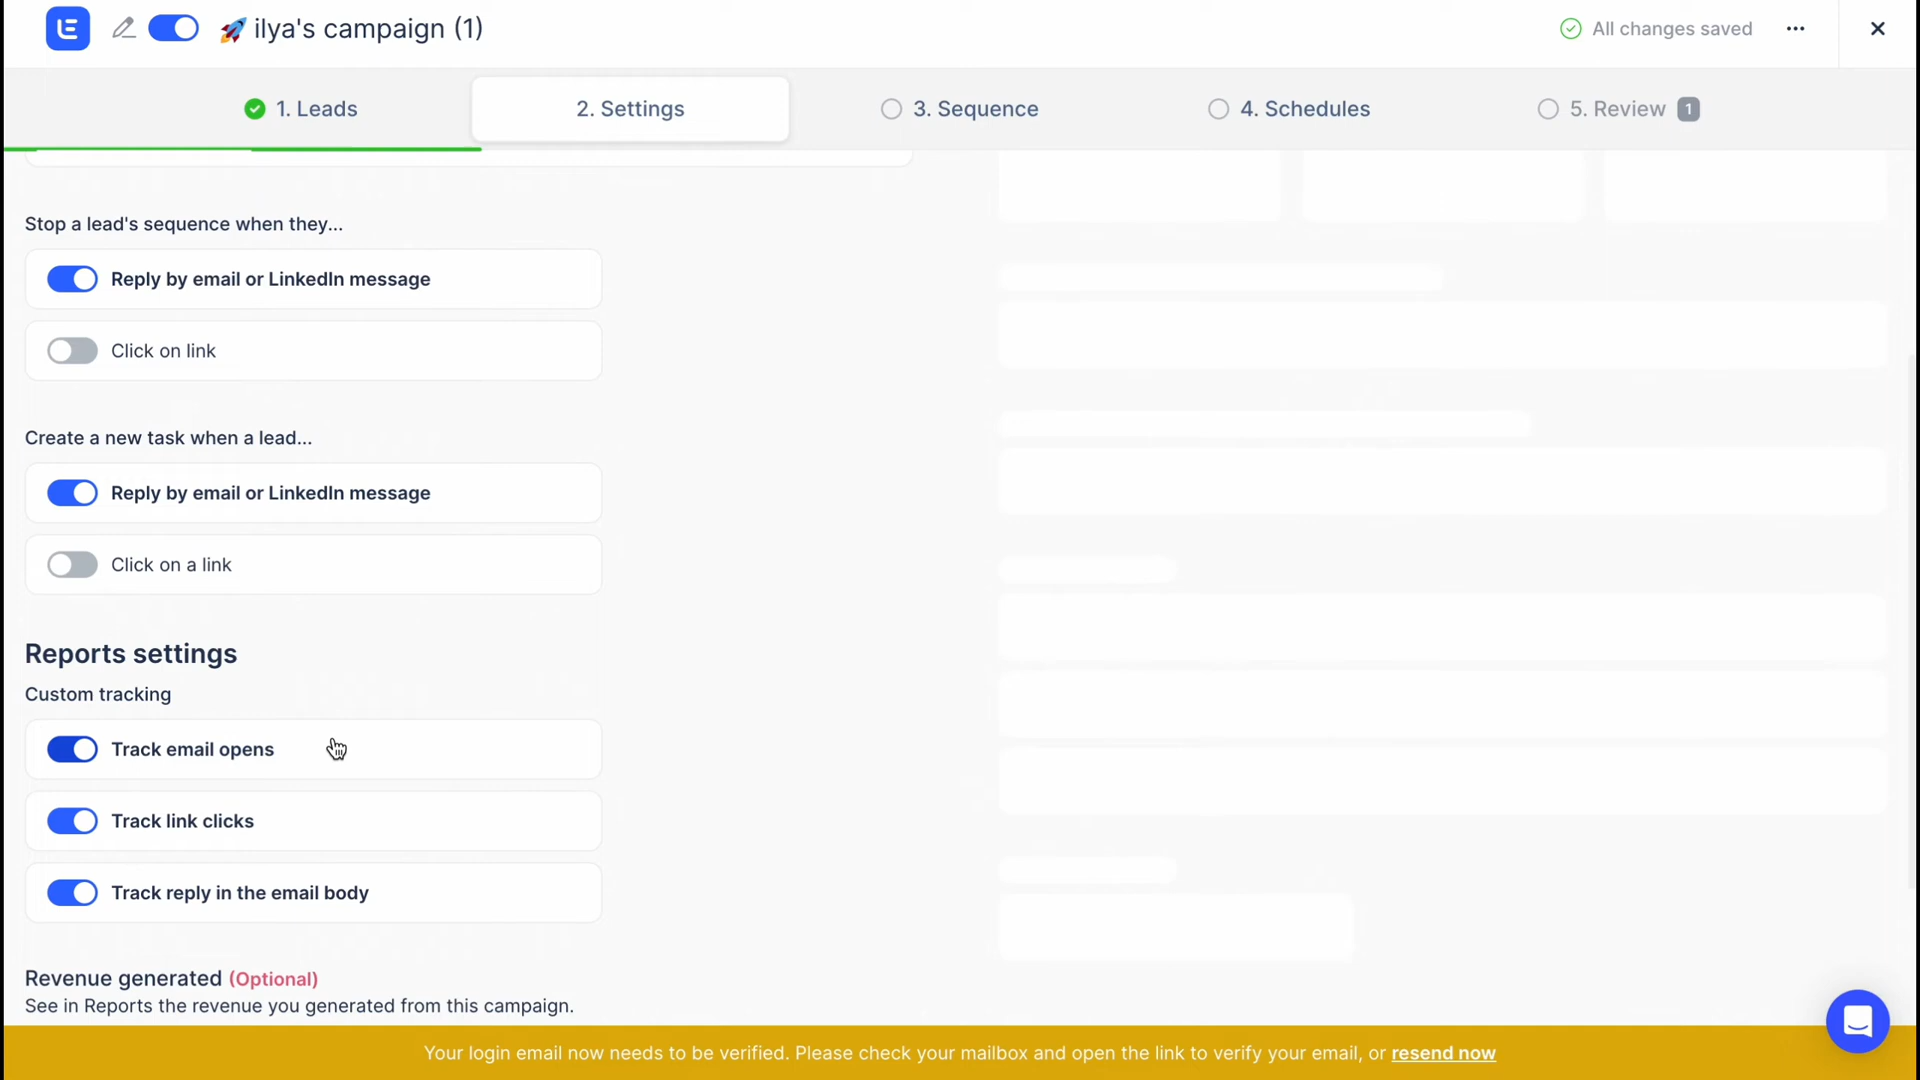 🚀 ilya's campaign (1)
All changes saved
1. Leads
2. Settings
3. Sequence
4. Schedules
5. Review 1
Stop a lead's sequence when they...
Reply by email or LinkedIn message
Click on link
Create a new task when a lead...
Reply by email or LinkedIn message
Click on a link
Reports settings
Custom tracking
Track email opens
Track link clicks
Track reply in the email body
Revenue generated (Optional)
See in Reports the revenue you generated from this campaign.
Your login email now needs to be verified. Please check your mailbox and open the link to verify your email, or resend now